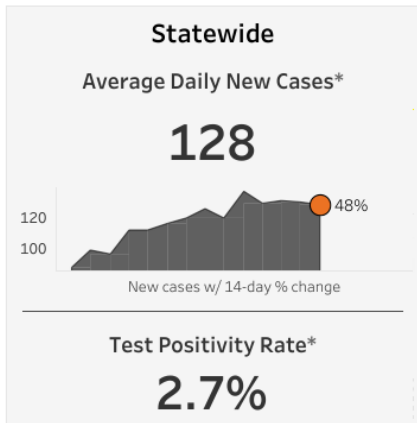 Statewide
Average Daily New Cases*
128
120
48%
100
New cases w/ 14-day % change
Test Positivity Rate*
2.7%